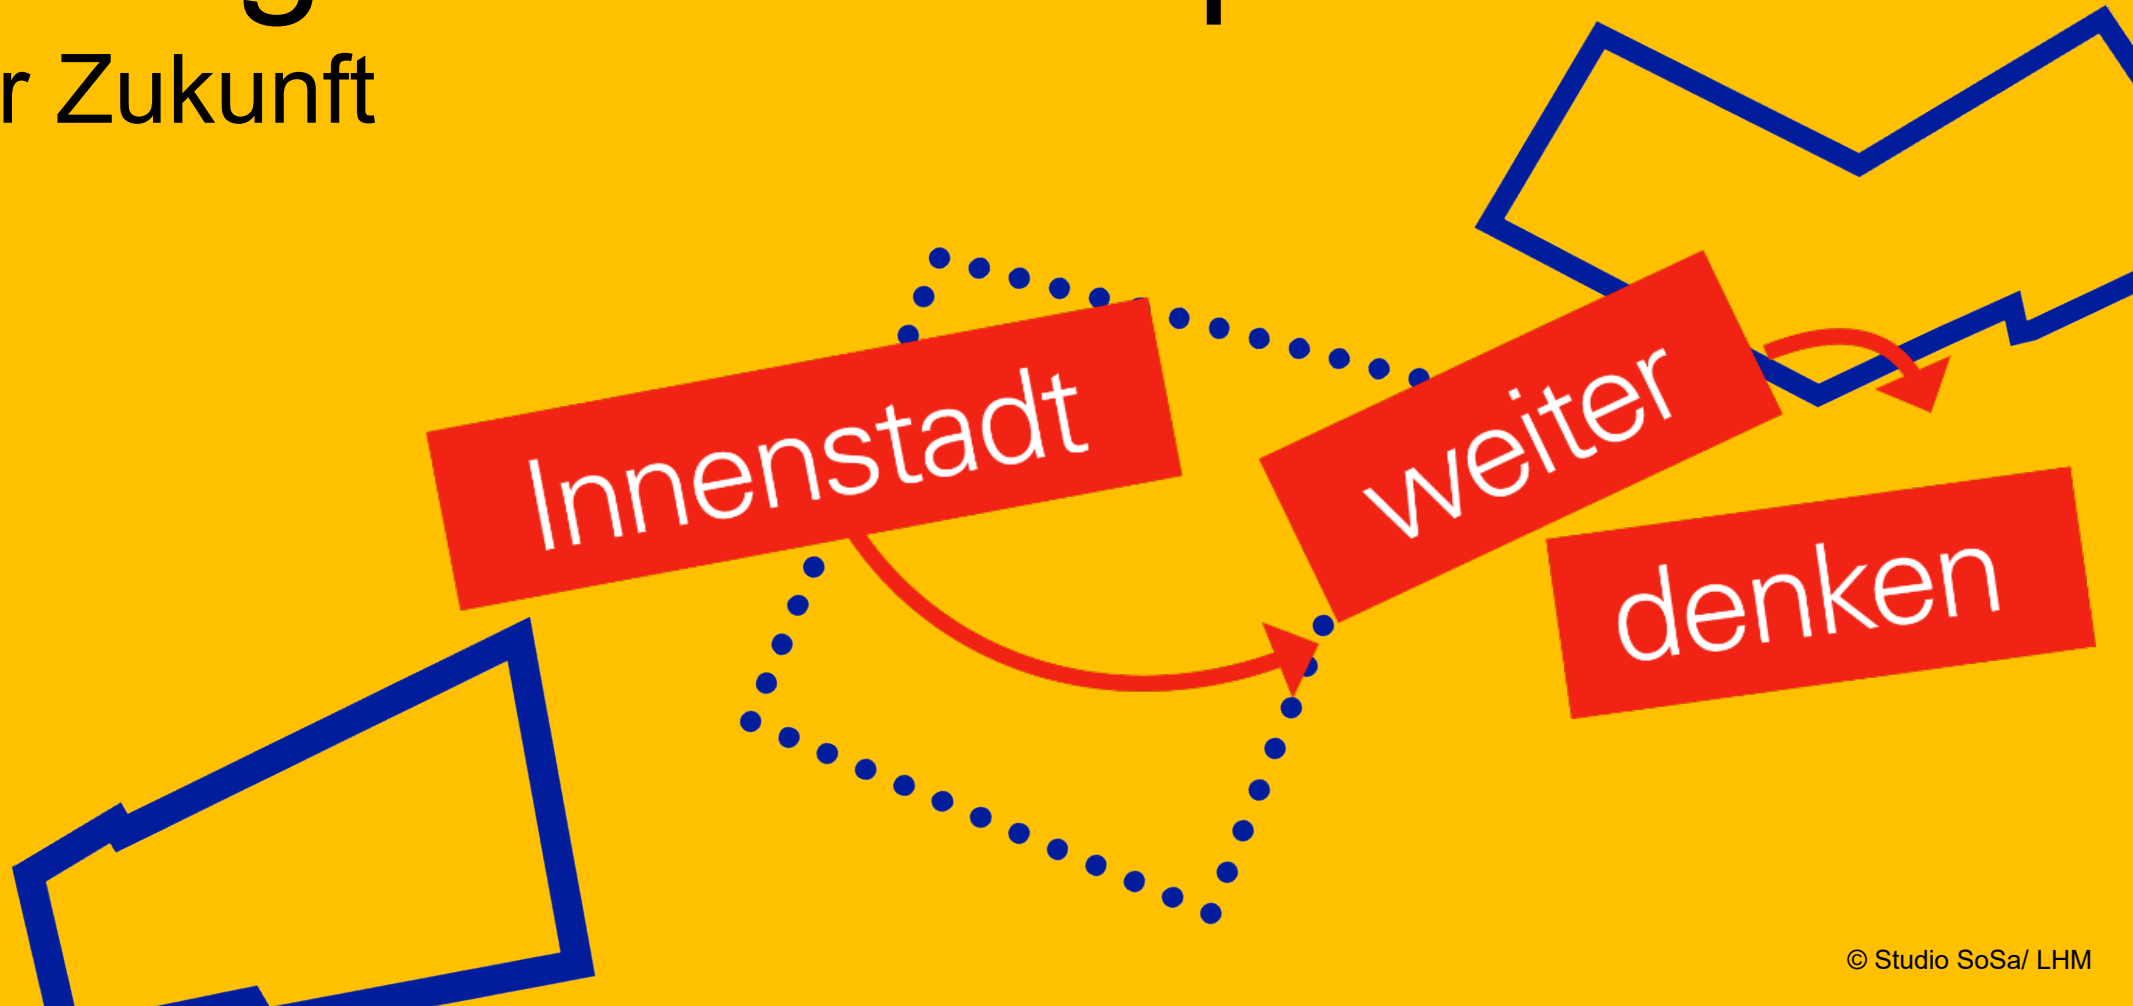 r Zukunft
Innenstadt
weiter
denken
© Studio SoSa/ LHM